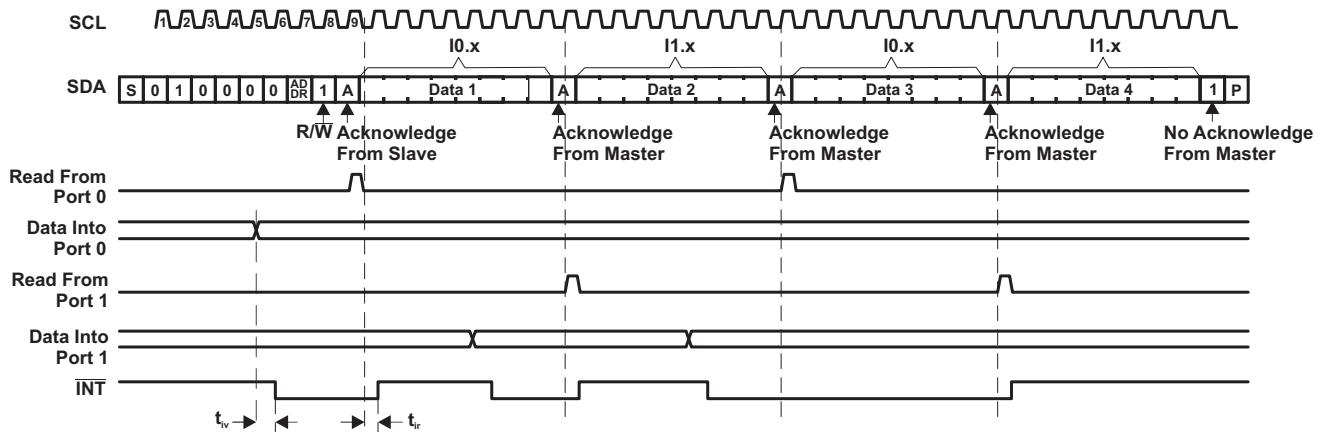 SCL
1 2 3 4 5 6 7 8 9
I0.x I1.x I0.x I1.x
SDA
S 0 1 0 0 0 0 AD DR 1 A Data 1 A Data 2 A Data 3 A Data 4 1 P
R/W̅
Acknowledge From Slave
Acknowledge From Master
Acknowledge From Master
Acknowledge From Master
No Acknowledge From Master
Read From
Port 0
Data Into
Port 0
Read From
Port 1
Data Into
Port 1
I̅N̅T̅
tiv tir